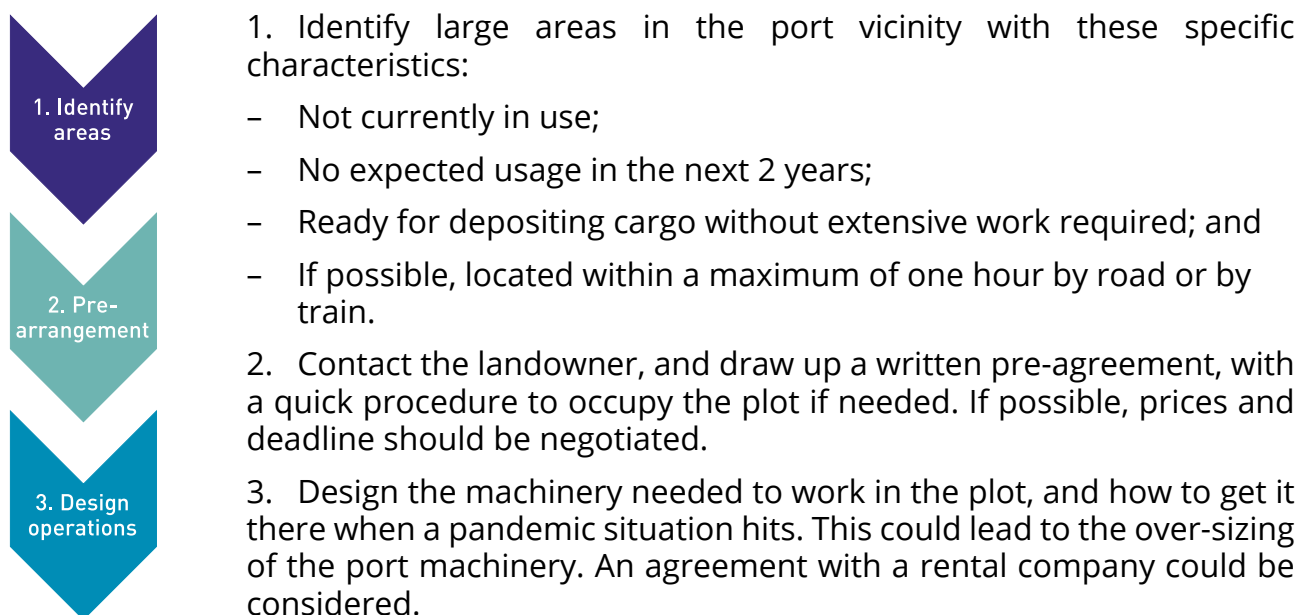 1. Identify
areas
2. Pre-
arrangement
3. Design
operations
1. Identify large areas in the port vicinity with these specific
characteristics:
– Not currently in use;
– No expected usage in the next 2 years;
– Ready for depositing cargo without extensive work required; and
– If possible, located within a maximum of one hour by road or by
train.
2. Contact the landowner, and draw up a written pre-agreement, with
a quick procedure to occupy the plot if needed. If possible, prices and
deadline should be negotiated.
3. Design the machinery needed to work in the plot, and how to get it
there when a pandemic situation hits. This could lead to the over-sizing
of the port machinery. An agreement with a rental company could be
considered.